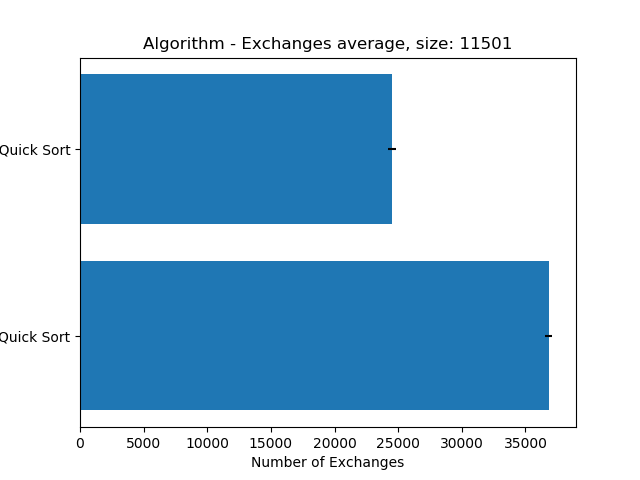 Algorithm - Exchanges average, size: 11501
Quick Sort
Quick Sort
0 5000 10000 15000 20000 25000 30000 35000
Number of Exchanges